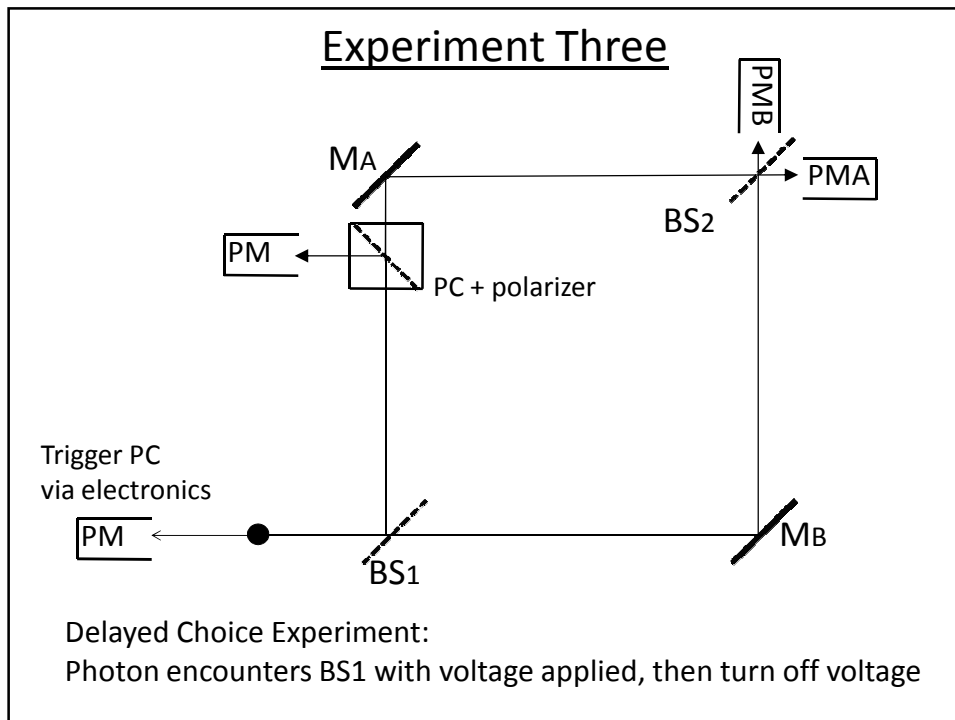 Experiment Three
PMB
MA
PMA
BS2
PM
PC + polarizer
Trigger PC
via electronics
PM
MB
BS1
Delayed Choice Experiment:
Photon encounters BS1 with voltage applied, then turn off voltage